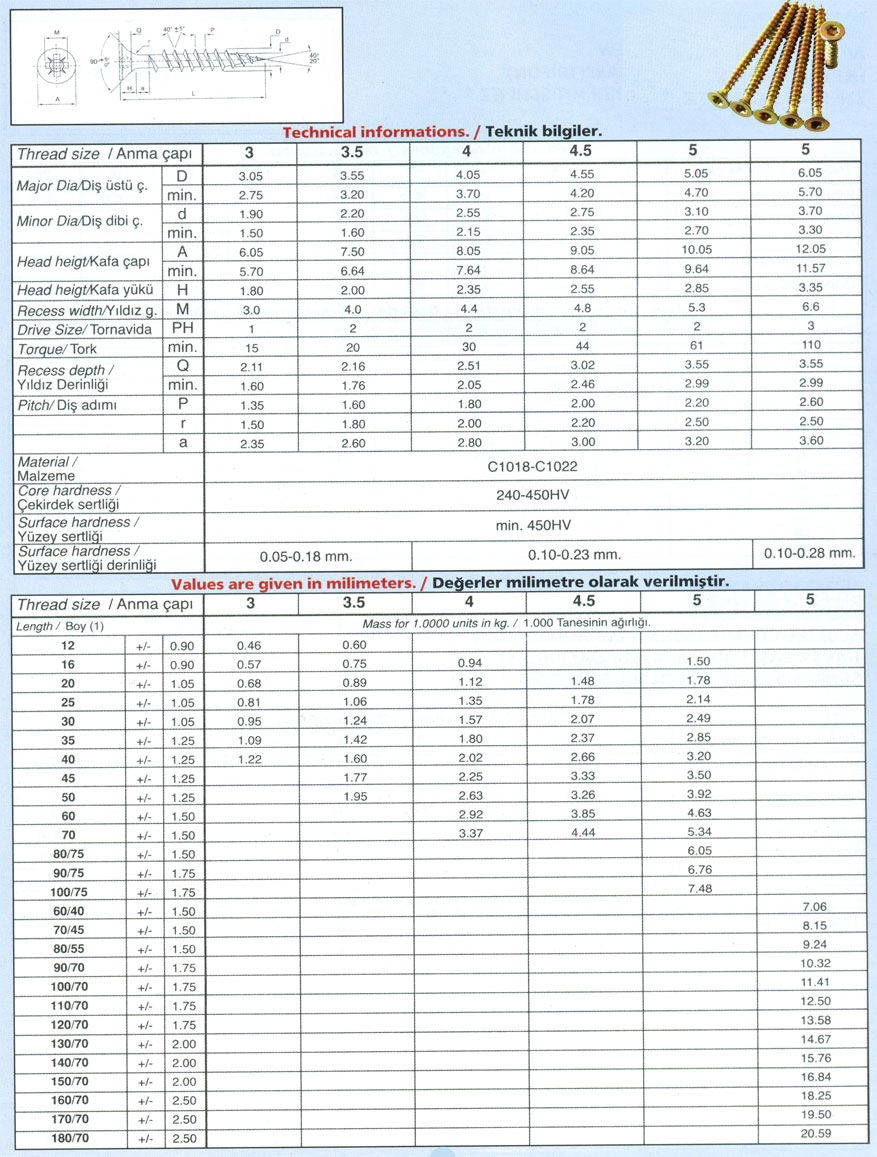 M
A
90°
+5°
0°
Q
r
40° ±5°
P
D
d
40°
20°
H
a
L
Technical informations. / Teknik bilgiler.
Thread size / Anma çapı 3 3.5 4 4.5 5 5
Major Dia/Diş üstü ç. D 3.05 3.55 4.05 4.55 5.05 6.05
min. 2.75 3.20 3.70 4.20 4.70 5.70
Minor Dia/Diş dibi ç. d 1.90 2.20 2.55 2.75 3.10 3.70
min. 1.50 1.60 2.15 2.35 2.70 3.30
Head heigt/Kafa çapı A 6.05 7.50 8.05 9.05 10.05 12.05
min. 5.70 6.64 7.64 8.64 9.64 11.57
Head heigt/Kafa yükü H 1.80 2.00 2.35 2.55 2.85 3.35
Recess width/Yıldız g. M 3.0 4.0 4.4 4.8 5.3 6.6
Drive Size/ Tornavida PH 1 2 2 2 2 3
Torque/ Tork min. 15 20 30 44 61 110
Recess depth / Q 2.11 2.16 2.51 3.02 3.55 3.55
Yıldız Derinliği min. 1.60 1.76 2.05 2.46 2.99 2.99
Pitch/ Diş adımı P 1.35 1.60 1.80 2.00 2.20 2.60
r 1.50 1.80 2.00 2.20 2.50 2.50
a 2.35 2.60 2.80 3.00 3.20 3.60
Material /
Malzeme
C1018-C1022
Core hardness /
Çekirdek sertliği
240-450HV
Surface hardness /
Yüzey sertliği
min. 450HV
Surface hardness /
Yüzey sertliği derinliği
0.05-0.18 mm. 0.10-0.23 mm. 0.10-0.28 mm.
Values are given in milimeters. / Değerler milimetre olarak verilmiştir.
Thread size / Anma çapı 3 3.5 4 4.5 5 5
Length / Boy (1) Mass for 1.0000 units in kg. / 1.000 Tanesinin ağırlığı.
12 +/- 0.90 0.46 0.60
16 +/- 0.90 0.57 0.75 0.94 1.50
20 +/- 1.05 0.68 0.89 1.12 1.48 1.78
25 +/- 1.05 0.81 1.06 1.35 1.78 2.14
30 +/- 1.05 0.95 1.24 1.57 2.07 2.49
35 +/- 1.25 1.09 1.42 1.80 2.37 2.85
40 +/- 1.25 1.22 1.60 2.02 2.66 3.20
45 +/- 1.25 1.77 2.25 3.33 3.50
50 +/- 1.25 1.95 2.63 3.26 3.92
60 +/- 1.50 2.92 3.85 4.63
70 +/- 1.50 3.37 4.44 5.34
80/75 +/- 1.50 6.05
90/75 +/- 1.75 6.76
100/75 +/- 1.75 7.48
60/40 +/- 1.50 7.06
70/45 +/- 1.50 8.15
80/55 +/- 1.50 9.24
90/70 +/- 1.75 10.32
100/70 +/- 1.75 11.41
110/70 +/- 1.75 12.50
120/70 +/- 1.75 13.58
130/70 +/- 2.00 14.67
140/70 +/- 2.00 15.76
150/70 +/- 2.00 16.84
160/70 +/- 2.50 18.25
170/70 +/- 2.50 19.50
180/70 +/- 2.50 20.59